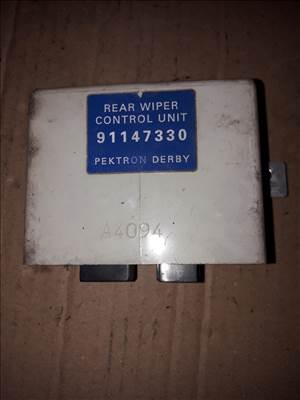 REAR WIPER
CONTROL UNIT
91147330
PEKTRON DERBY
A4094